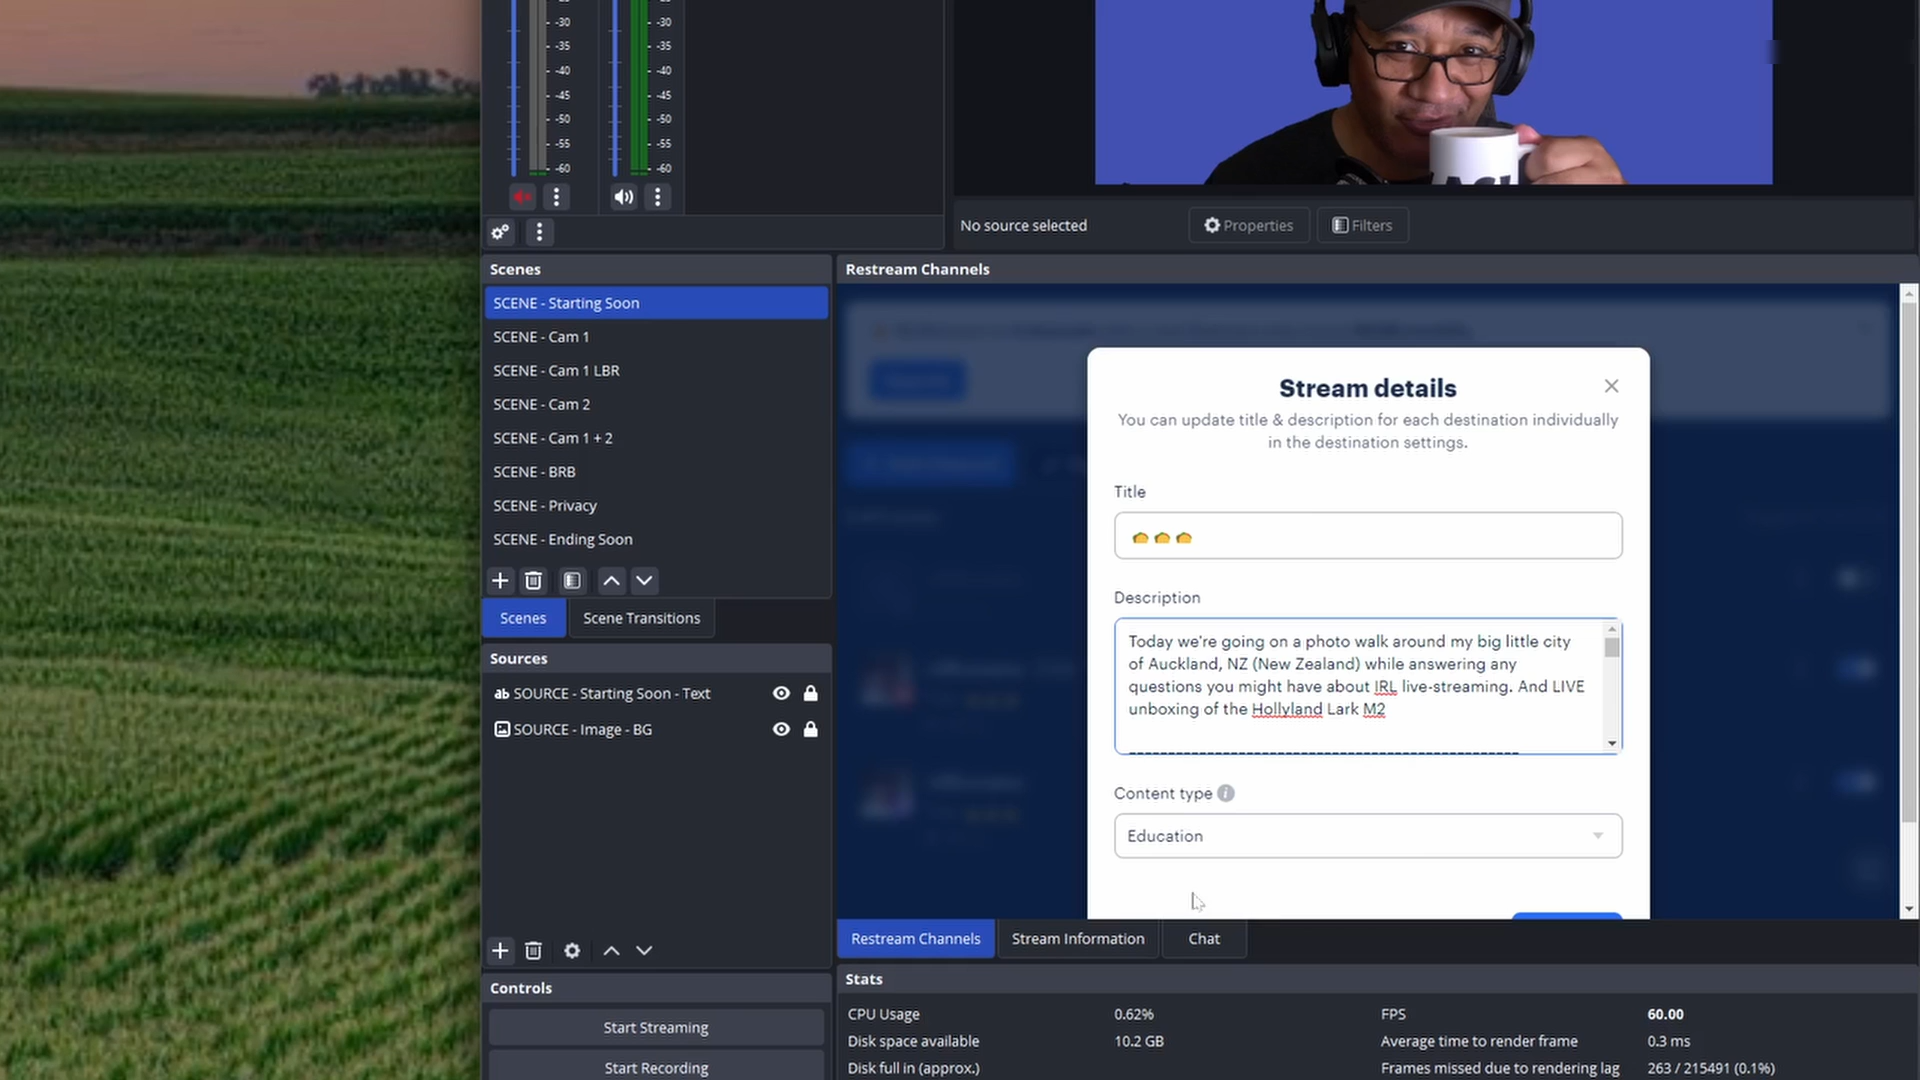 -30
-30
-35
-35
-40
-40
-45
-45
-50
-50
-55
-55
-60
-60
No source selected
Properties
Filters
Scenes
SCENE - Starting Soon
SCENE - Cam 1
SCENE - Cam 1 LBR
SCENE - Cam 2
SCENE - Cam 1 + 2
SCENE - BRB
SCENE - Privacy
SCENE - Ending Soon
Scenes
Scene Transitions
Sources
ab SOURCE - Starting Soon - Text
SOURCE - Image - BG
Controls
Start Streaming
Start Recording
Restream Channels
Stream details
You can update title & description for each destination individually
in the destination settings.
Title
🌮 🌮 🌮
Description
Today we're going on a photo walk around my big little city
of Auckland, NZ (New Zealand) while answering any
questions you might have about IRL live-streaming. And LIVE
unboxing of the Hollyland Lark M2
Content type
Education
Restream Channels
Stream Information
Chat
Stats
CPU Usage 0.62% FPS 60.00
Disk space available 10.2 GB Average time to render frame 0.3 ms
Disk full in (approx.) Frames missed due to rendering lag 263 / 215491 (0.1%)